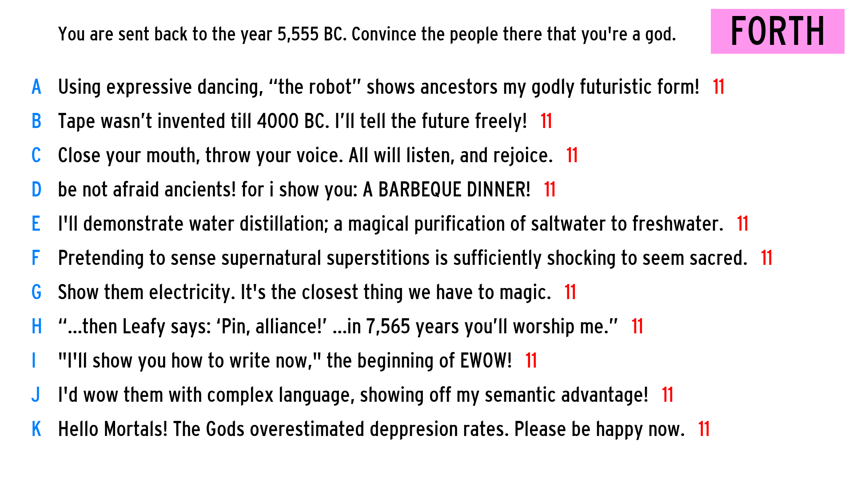 You are sent back to the year 5,555 BC. Convince the people there that you're a god.
FORTH
A Using expressive dancing, “the robot” shows ancestors my godly futuristic form! 11
B Tape wasn’t invented till 4000 BC. I’ll tell the future freely! 11
C Close your mouth, throw your voice. All will listen, and rejoice. 11
D be not afraid ancients! for i show you: A BARBEQUE DINNER! 11
E I'll demonstrate water distillation; a magical purification of saltwater to freshwater. 11
F Pretending to sense supernatural superstitions is sufficiently shocking to seem sacred. 11
G Show them electricity. It's the closest thing we have to magic. 11
H “...then Leafy says: ‘Pin, alliance!’ ...in 7,565 years you’ll worship me.” 11
I "I'll show you how to write now," the beginning of EWOW! 11
J I'd wow them with complex language, showing off my semantic advantage! 11
K Hello Mortals! The Gods overestimated deppresion rates. Please be happy now. 11